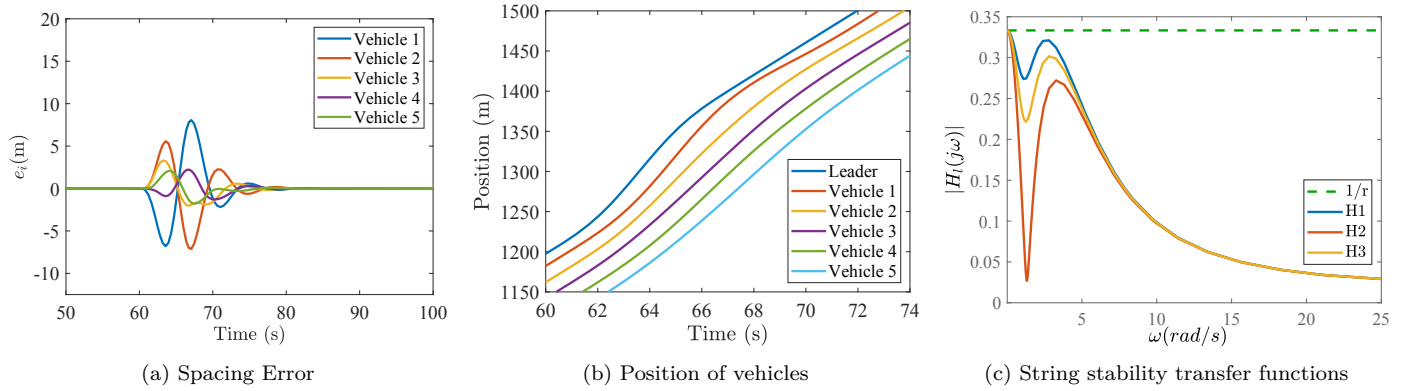 20
15
10
5
0
-5
-10
50 60 70 80 90 100
e_i(m)
Time (s)
Vehicle 1
Vehicle 2
Vehicle 3
Vehicle 4
Vehicle 5
(a) Spacing Error
1500
1450
1400
1350
1300
1250
1200
1150
60 62 64 66 68 70 72 74
Position (m)
Time (s)
Leader
Vehicle 1
Vehicle 2
Vehicle 3
Vehicle 4
Vehicle 5
(b) Position of vehicles
0.35
0.3
0.25
0.2
0.15
0.1
0.05
0
5 10 15 20 25
|H_l(jω)|
ω(rad/s)
1/r
H1
H2
H3
(c) String stability transfer functions